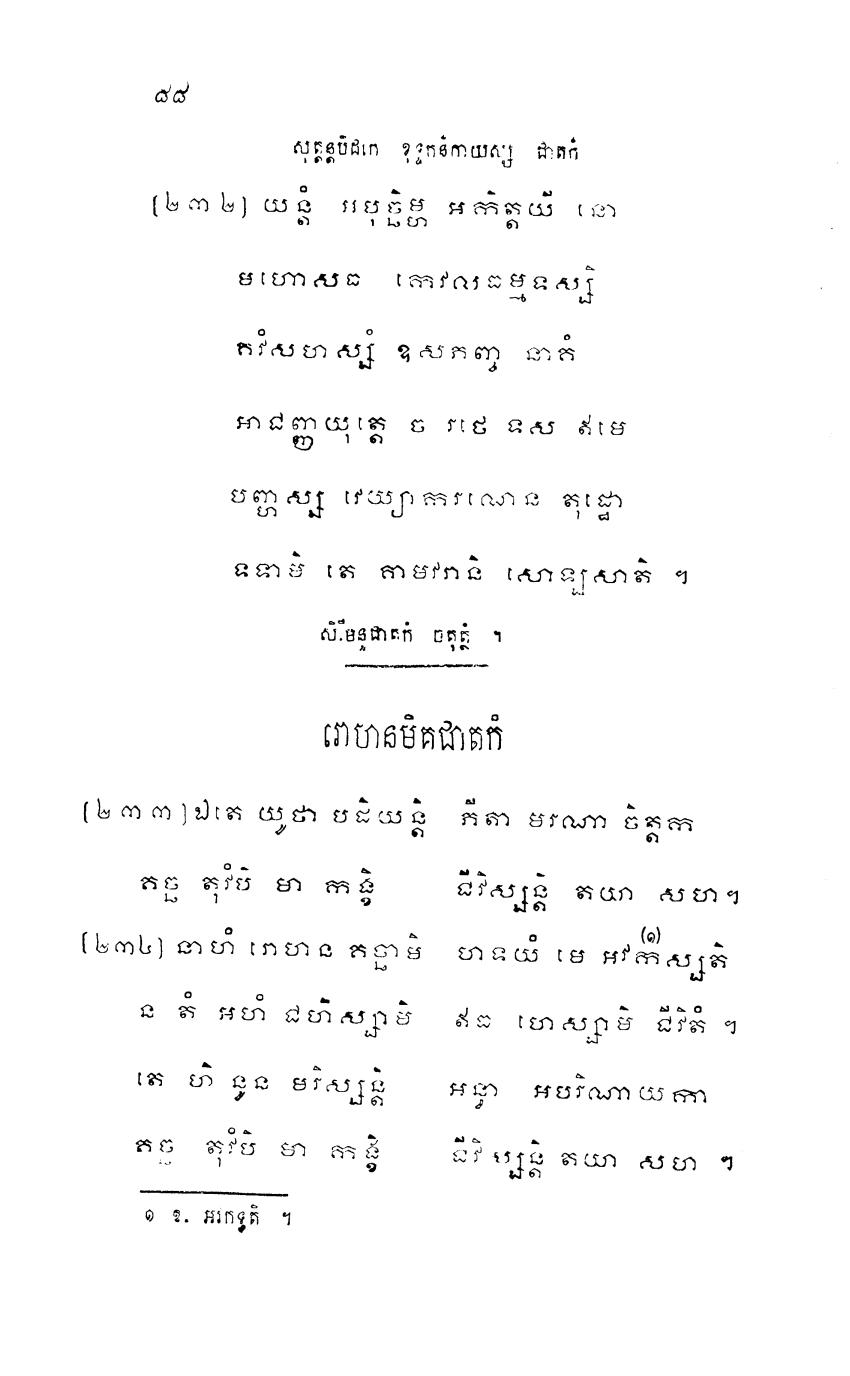 ៨៨
សុត្តន្តបិដកេ ខុទ្ទកនិកាយស្ស ជាតកំ
[២៣២] យន្តំ អបុច្ឆិម្ហ អកិត្តយី នោ
មហោសធ កេវលធម្មទស្សិ
គវំសហស្សំ ឧសភញ្ច នាគំ
អាជញ្ញយុត្តេ ច រថេ ទស ឥមេ
បញ្ហស្ស វេយ្យាករណេន តុដ្ឋោ
ទទាមិ តេ គាមវរានិ សោឡសាតិ ។
សិរីមន្ទជាតកំ ចតុត្ថំ ។
រោហនមិគជាតកំ
[២៣៣] ឯតេ យូថា បដិយន្តិ ភីតា មរណា ចិត្តក
គច្ឆ តុវំបិ មា កង្ខិ ជីវិស្សន្តិ តយា សហ។
[២៣៤] នាហំ រោហន គច្ឆាមិ ហទយំ មេ អវកស្សតិ (១)
ន តំ អហំ ជហិស្សាមិ ឥធ ហេស្សាមិ ជីវិតំ ។
តេ ហិ នូន មរិស្សន្តិ អន្ធា អបរិណាយកា
គច្ឆ តុវំបិ មា កង្ខិ ជីវិស្សន្តិ តយា សហ ។
១ ឱ.